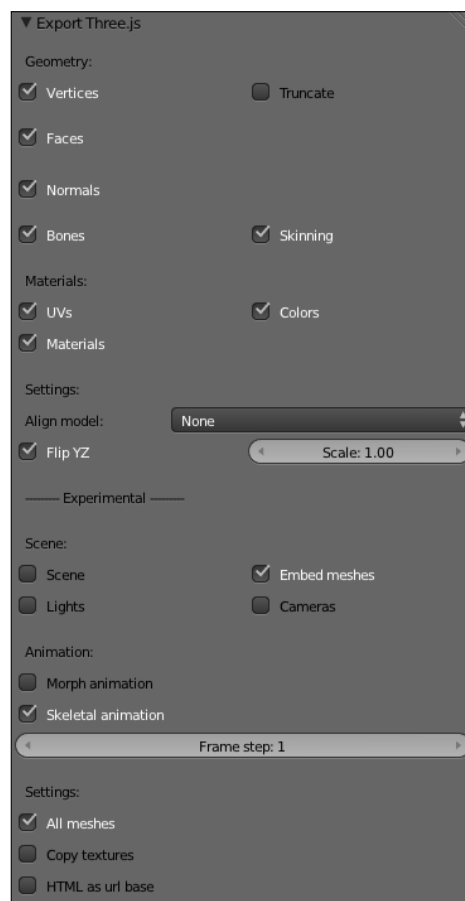 Export Three.js
Geometry:
Vertices Truncate
Faces
Normals
Bones Skinning
Materials:
UVs Colors
Materials
Settings:
Align model: None
Flip YZ Scale: 1.00
--------- Experimental ---------
Scene:
Scene Embed meshes
Lights Cameras
Animation:
Morph animation
Skeletal animation
Frame step: 1
Settings:
All meshes
Copy textures
HTML as url base